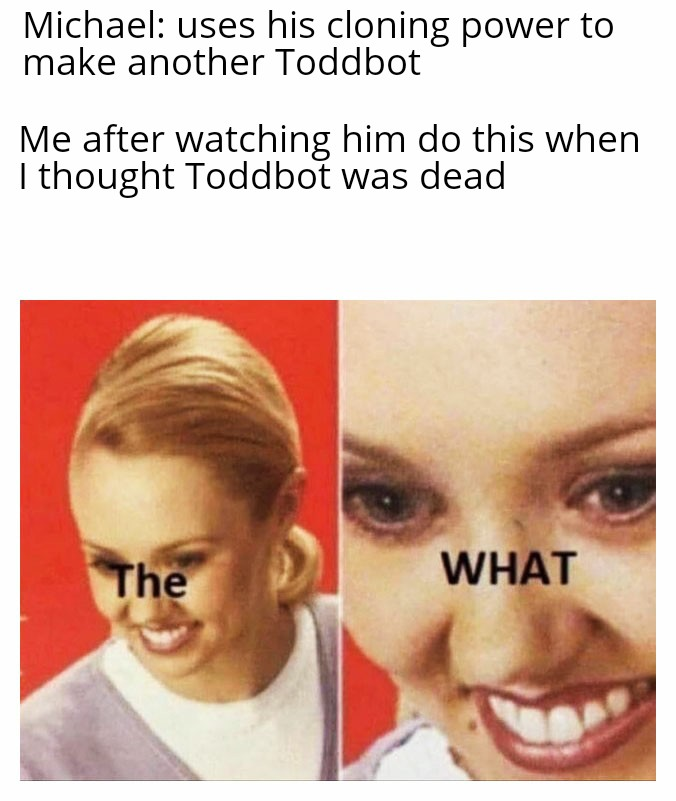 Michael: uses his cloning power to
make another Toddbot
Me after watching him do this when
I thought Toddbot was dead
The
WHAT